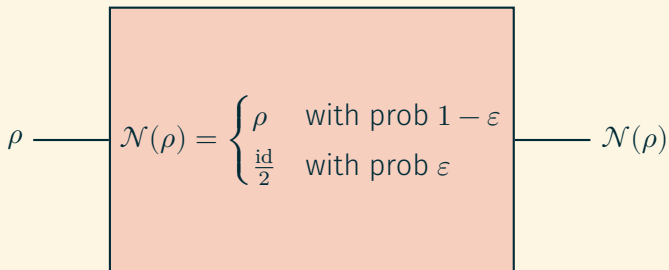 ρ
𝒩(ρ) = { ρ with prob 1 − ε
id/2 with prob ε
𝒩(ρ)